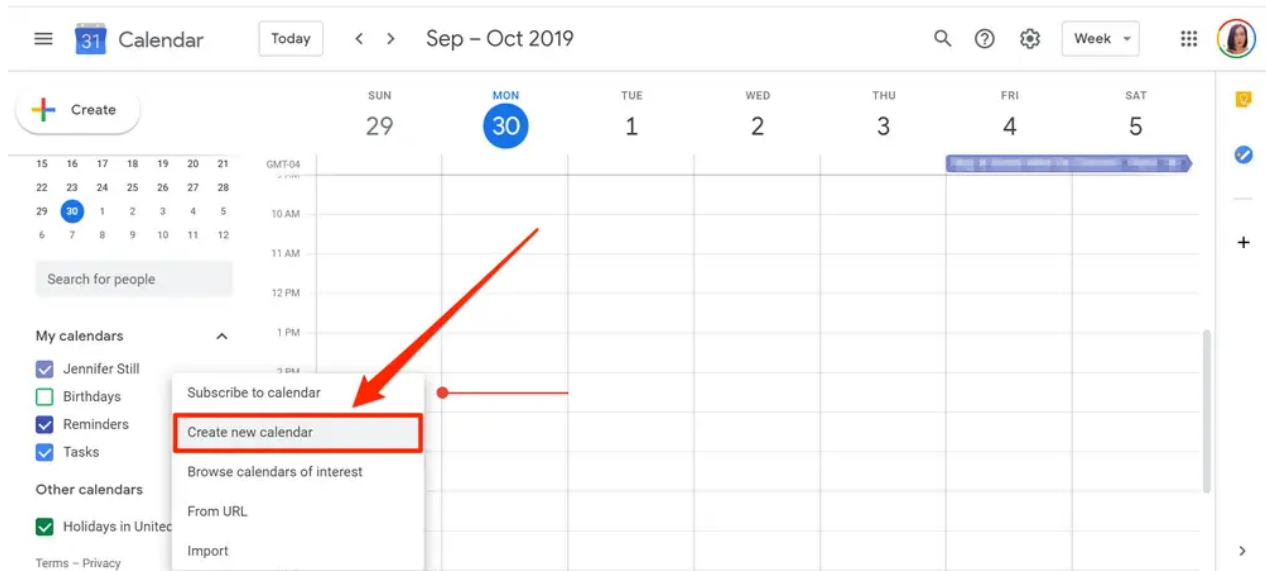 31 Calendar Today Sep – Oct 2019 Week
Create
SUN MON TUE WED THU FRI SAT
29 30 1 2 3 4 5
15 16 17 18 19 20 21
22 23 24 25 26 27 28
29 30 1 2 3 4 5
6 7 8 9 10 11 12
Search for people
My calendars
Jennifer Still
Birthdays
Reminders
Tasks
Other calendars
Holidays in United
Terms – Privacy
GMT-04
10 AM
11 AM
12 PM
1 PM
2 PM
Subscribe to calendar
Create new calendar
Browse calendars of interest
From URL
Import